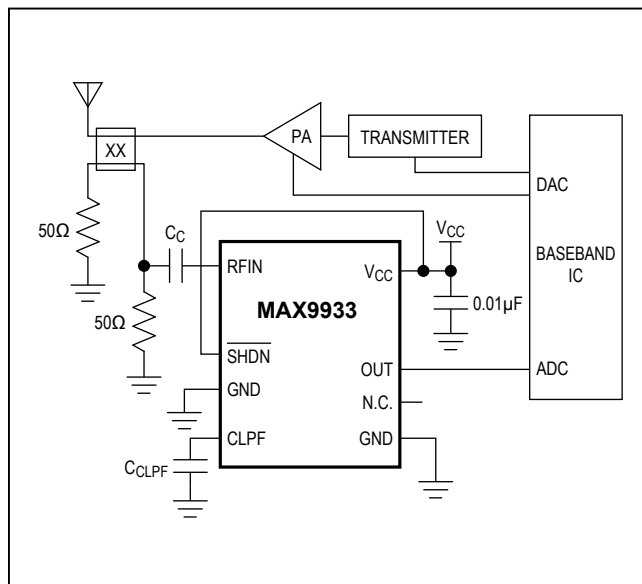 PA
TRANSMITTER
XX
DAC
50Ω
CC
VCC
BASEBAND
IC
RFIN
VCC
MAX9933
0.01µF
50Ω
SHDN
OUT
ADC
GND
N.C.
CLPF
GND
CCLPF